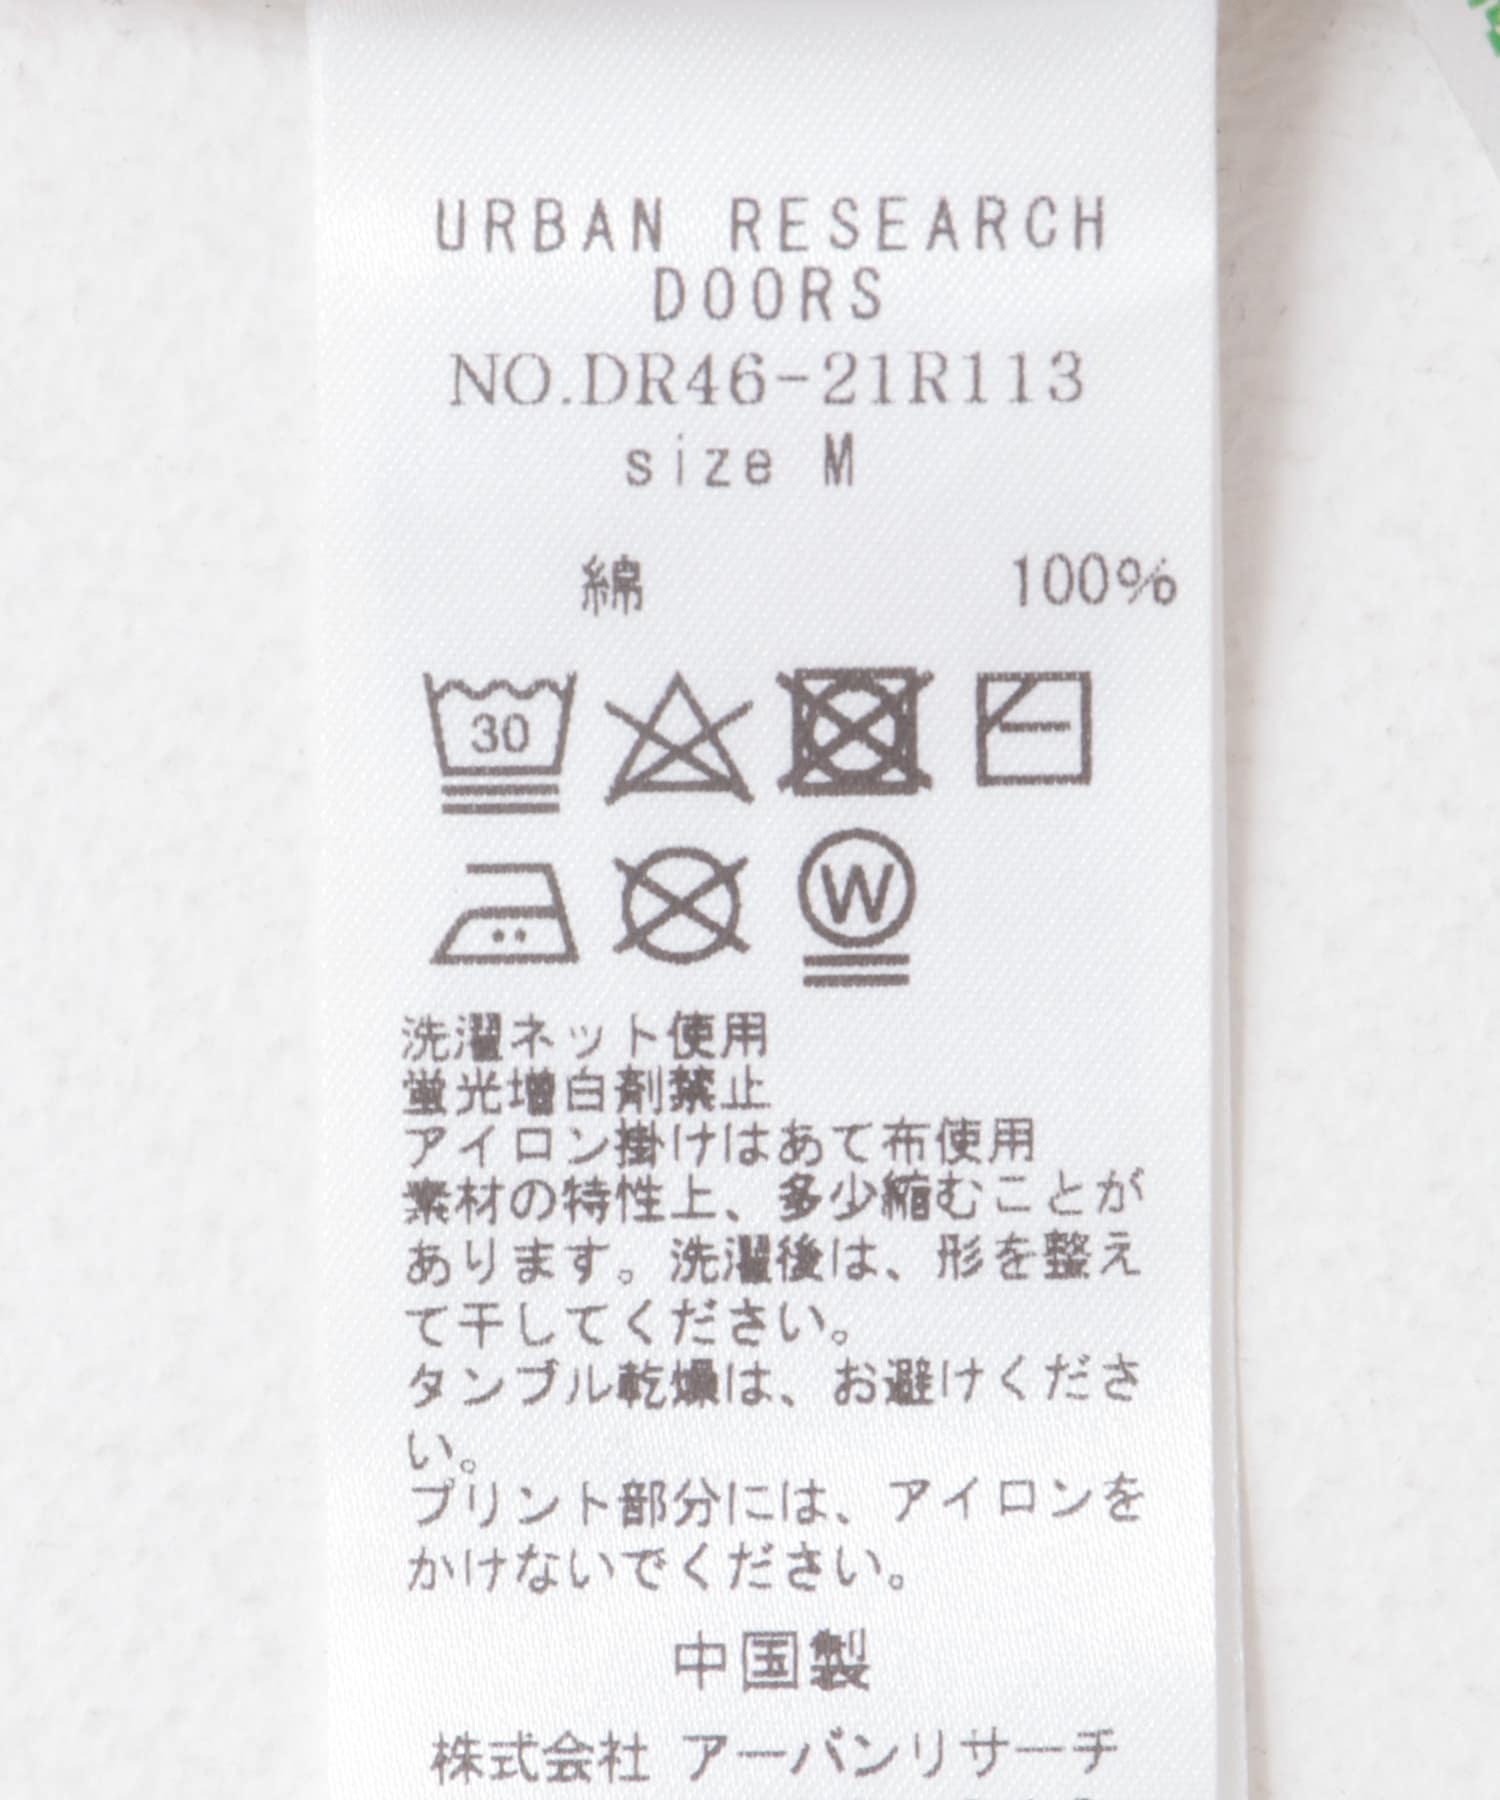 URBAN RESEARCH
DOORS
NO.DR46-21R113
size M
綿 100%
30
W
洗濯ネット使用
蛍光増白剤禁止
アイロン掛けはあて布使用
素材の特性上、多少縮むことが
あります。洗濯後は、形を整え
て干してください。
タンブル乾燥は、お避けくださ
い。
プリント部分には、アイロンを
かけないでください。
中国製
株式会社 アーバンリサーチ